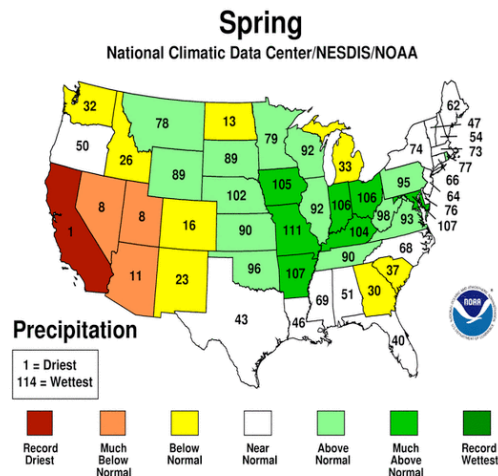 Spring
National Climatic Data Center/NESDIS/NOAA
32
78
13
79
62
47
54
73
77
66
64
76
107
50
26
89
89
92
33
74
95
8
8
16
102
105
92
106
106
98
93
1
90
111
104
68
11
23
96
107
90
37
30
43
46
69
51
40
NOAA
Precipitation
1 = Driest
114 = Wettest
Record
Driest
Much
Below
Normal
Below
Normal
Near
Normal
Above
Normal
Much
Above
Normal
Record
Wettest